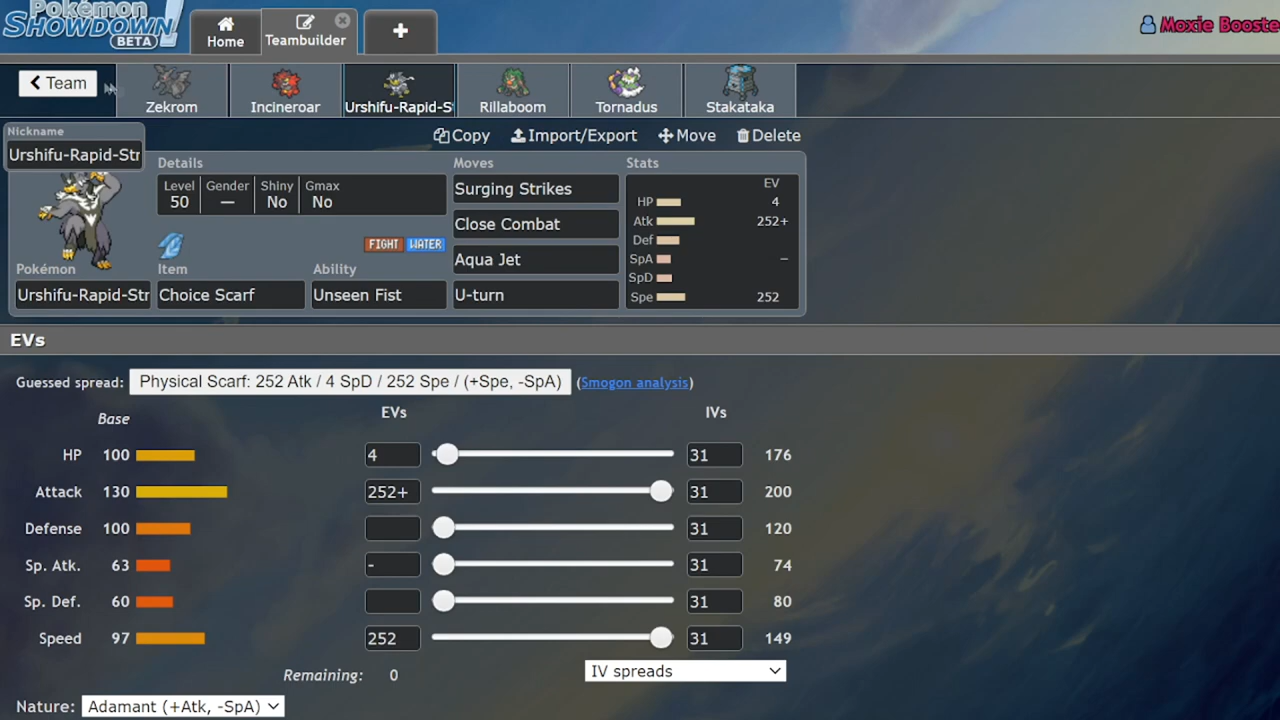 Pokémon
SHOWDOWN!
BETA
Home
Teambuilder
Moxie Booste
Team
Zekrom
Incineroar
Urshifu-Rapid-S
Rillaboom
Tornadus
Stakataka
Nickname
Urshifu-Rapid-Str
Copy
Import/Export
Move
Delete
Details
Moves
Stats
Level
Gender
Shiny
Gmax
50
—
No
No
Surging Strikes
Close Combat
Aqua Jet
U-turn
EV
HP 4
Atk 252+
Def
SpA –
SpD
Spe 252
FIGHT WATER
Pokémon
Item
Ability
Urshifu-Rapid-Str
Choice Scarf
Unseen Fist
EVs
Guessed spread: Physical Scarf: 252 Atk / 4 SpD / 252 Spe / (+Spe, -SpA) (Smogon analysis)
Base EVs IVs
HP 100 4 31 176
Attack 130 252+ 31 200
Defense 100 31 120
Sp. Atk. 63 - 31 74
Sp. Def. 60 31 80
Speed 97 252 31 149
Remaining: 0
IV spreads
Nature: Adamant (+Atk, -SpA)